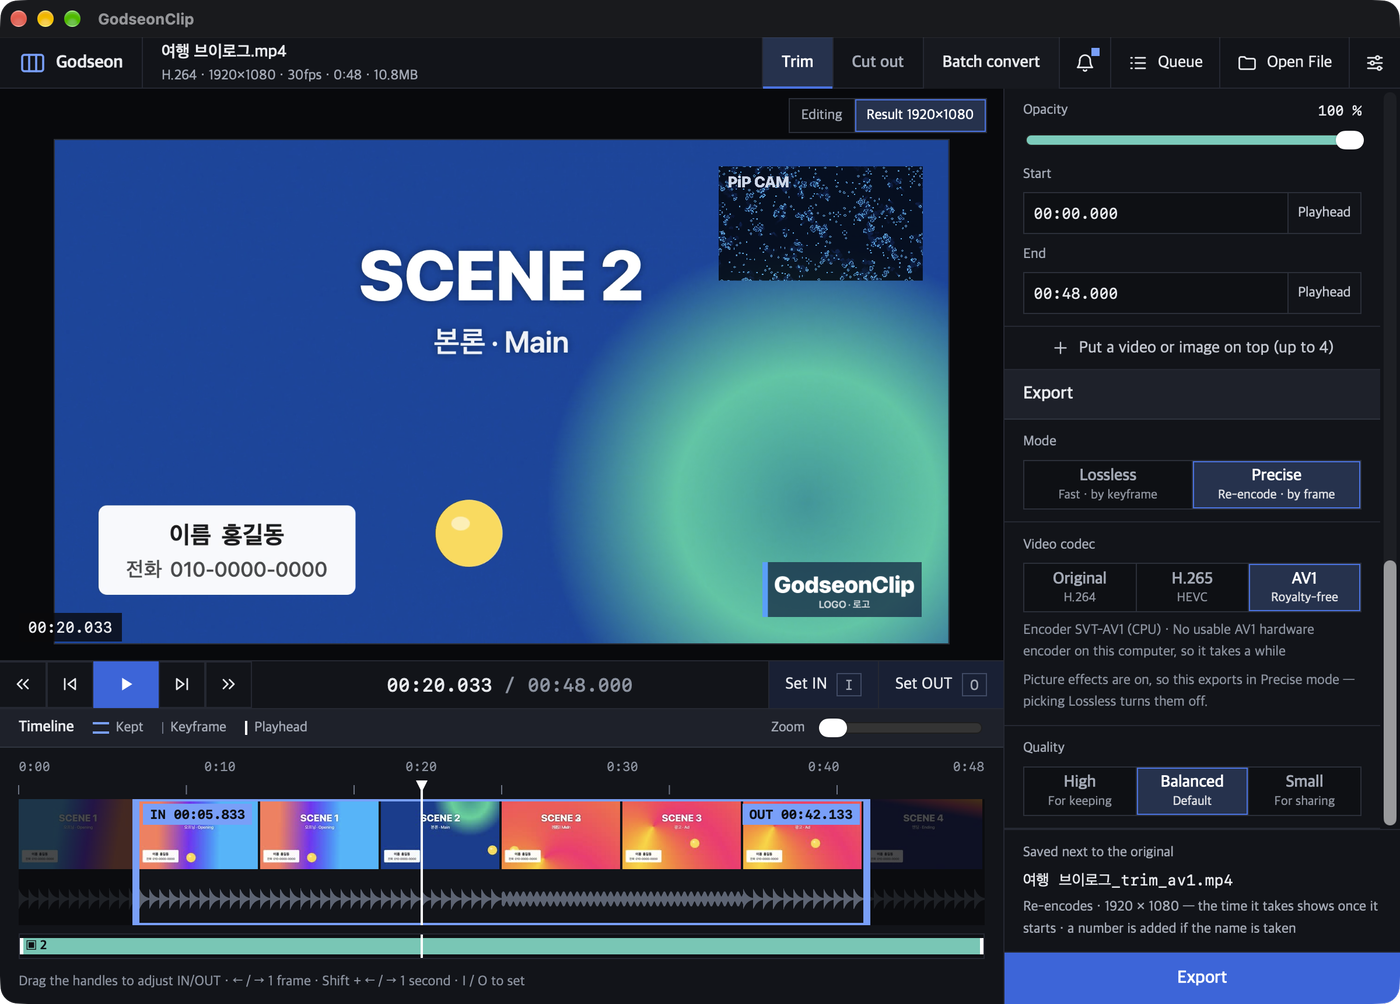 GodseonClip
Godseon
여행 브이로그.mp4
H.264 · 1920×1080 · 30fps · 0:48 · 10.8MB
Trim
Cut out
Batch convert
Queue
Open File
Editing
Result 1920×1080
PiP CAM
SCENE 2
본론 · Main
이름 홍길동
전화 010-0000-0000
GodseonClip
LOGO · 로고
00:20.033
00:20.033 / 00:48.000
Set IN I
Set OUT O
Timeline
Kept
Keyframe
Playhead
Zoom
0:00
0:10
0:20
0:30
0:40
0:48
SCENE 1
IN 00:05.833
SCENE 1
SCENE 2
SCENE 3
SCENE 3
OUT 00:42.133
SCENE 4
2
Drag the handles to adjust IN/OUT · ←/→ 1 frame · Shift + ←/→ 1 second · I / O to set
Opacity
100 %
Start
00:00.000
Playhead
End
00:48.000
Playhead
Put a video or image on top (up to 4)
Export
Mode
Lossless
Fast · by keyframe
Precise
Re-encode · by frame
Video codec
Original
H.264
H.265
HEVC
AV1
Royalty-free
Encoder SVT-AV1 (CPU) · No usable AV1 hardware
encoder on this computer, so it takes a while
Picture effects are on, so this exports in Precise mode —
picking Lossless turns them off.
Quality
High
For keeping
Balanced
Default
Small
For sharing
Saved next to the original
여행 브이로그_trim_av1.mp4
Re-encodes · 1920 × 1080 — the time it takes shows once it
starts · a number is added if the name is taken
Export